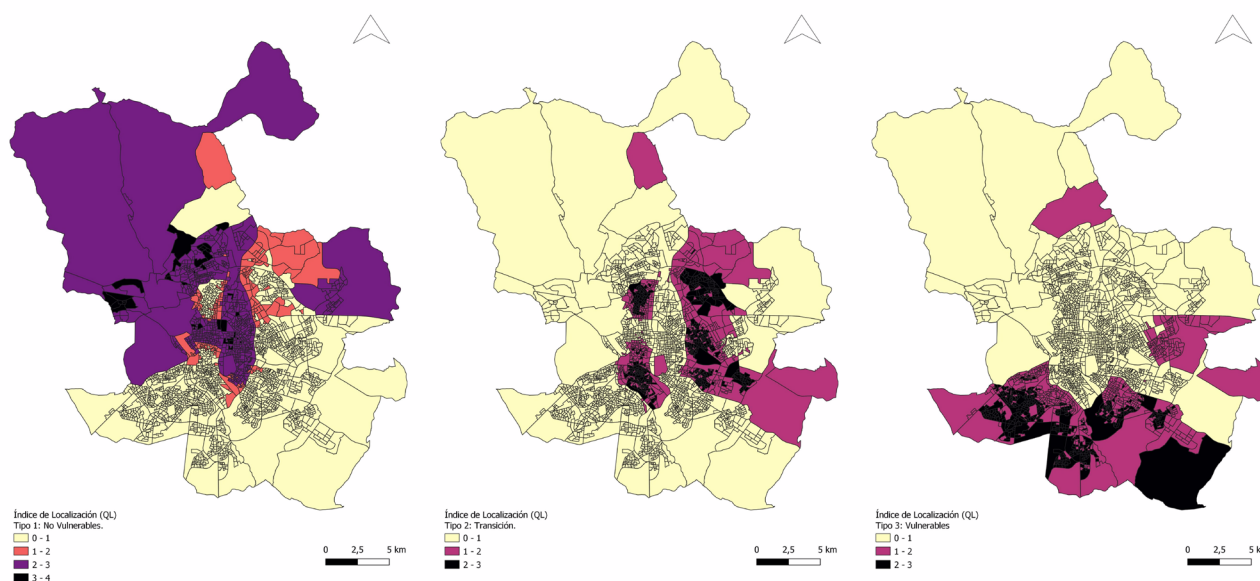 Índice de Localización (QL)
Tipo 1: No Vulnerables.
0 - 1
1 - 2
2 - 3
3 - 4
0 2,5 5 km
Índice de Localización (QL)
Tipo 2: Transición.
0 - 1
1 - 2
2 - 3
0 2,5 5 km
Índice de Localización (QL)
Tipo 3: Vulnerables
0 - 1
1 - 2
2 - 3
0 2,5 5 km